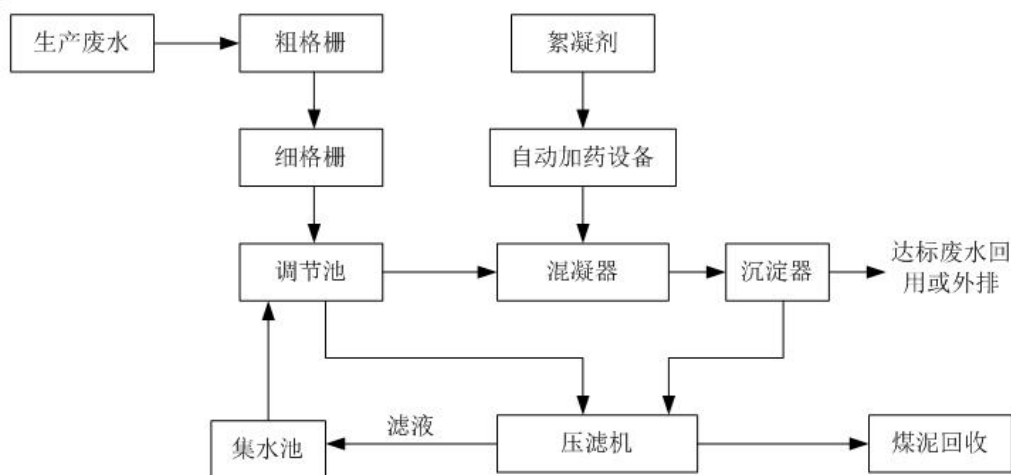 生产废水
粗格栅
絮凝剂
细格栅
自动加药设备
调节池
混凝器
沉淀器
达标废水回
用或外排
滤液
集水池
压滤机
煤泥回收